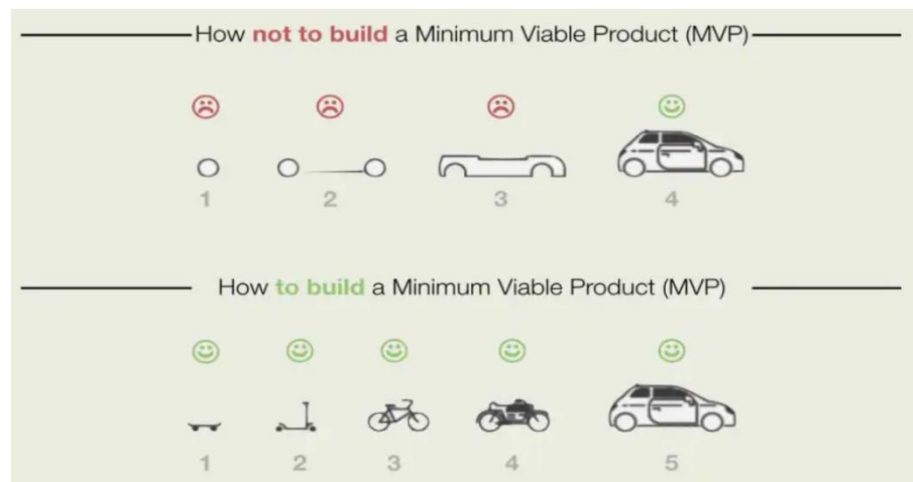 How not to build a Minimum Viable Product (MVP)
1 2 3 4
How to build a Minimum Viable Product (MVP)
1 2 3 4 5